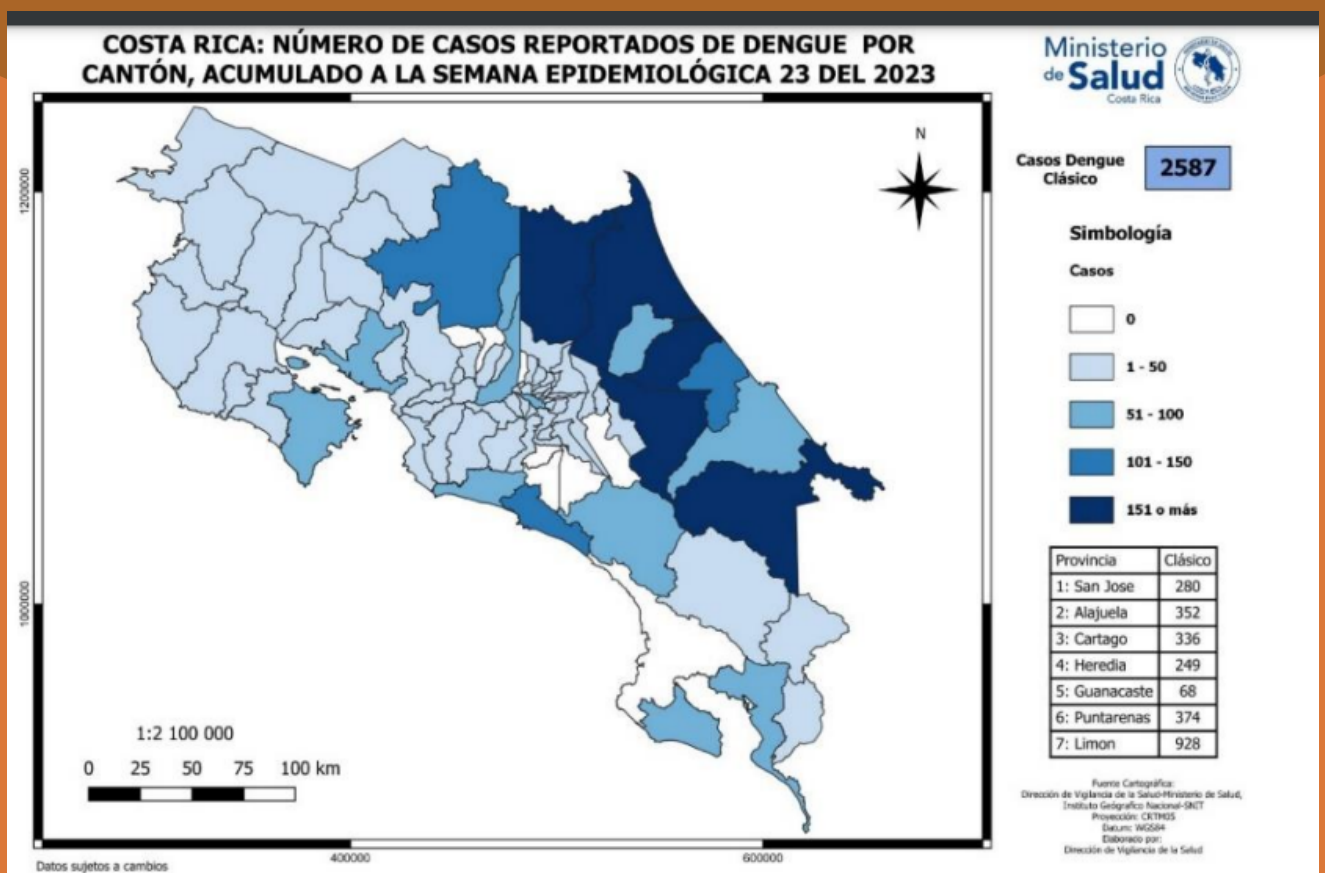 COSTA RICA: NÚMERO DE CASOS REPORTADOS DE DENGUE POR
CANTÓN, ACUMULADO A LA SEMANA EPIDEMIOLÓGICA 23 DEL 2023
Ministerio
de Salud
Costa Rica
N
1200000
1000000
Casos Dengue
Clásico
2587
Simbología
Casos
0
1 - 50
51 - 100
101 - 150
151 o más
Provincia Clásico
1: San Jose 280
2: Alajuela 352
3: Cartago 336
4: Heredia 249
5: Guanacaste 68
6: Puntarenas 374
7: Limon 928
1:2 100 000
0 25 50 75 100 km
400000 600000
Datos sujetos a cambios
Fuente Cartográfica:
Dirección de Vigilancia de la Salud-Ministerio de Salud,
Instituto Geógrafico Nacional-SNIT
Proyección: CRTM05
Datum: WGS84
Elaborado por:
Dirección de Vigilancia de la Salud